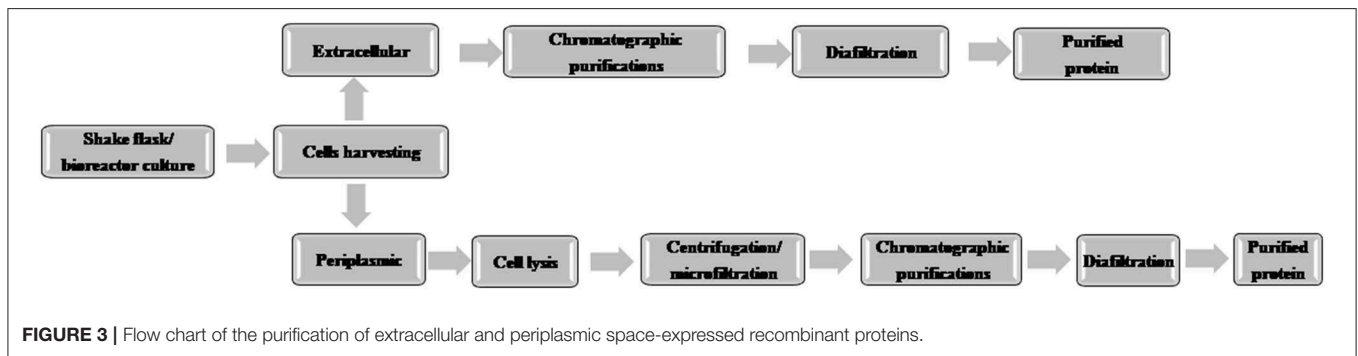 Extracellular
Chromatographic
purifications
Diafiltration
Purified
protein
Shake flask/
bioreactor culture
Cells harvesting
Periplasmic
Cell lysis
Centrifugation/
microfiltration
Chromatographic
purifications
Diafiltration
Purified
protein
FIGURE 3 | Flow chart of the purification of extracellular and periplasmic space-expressed recombinant proteins.